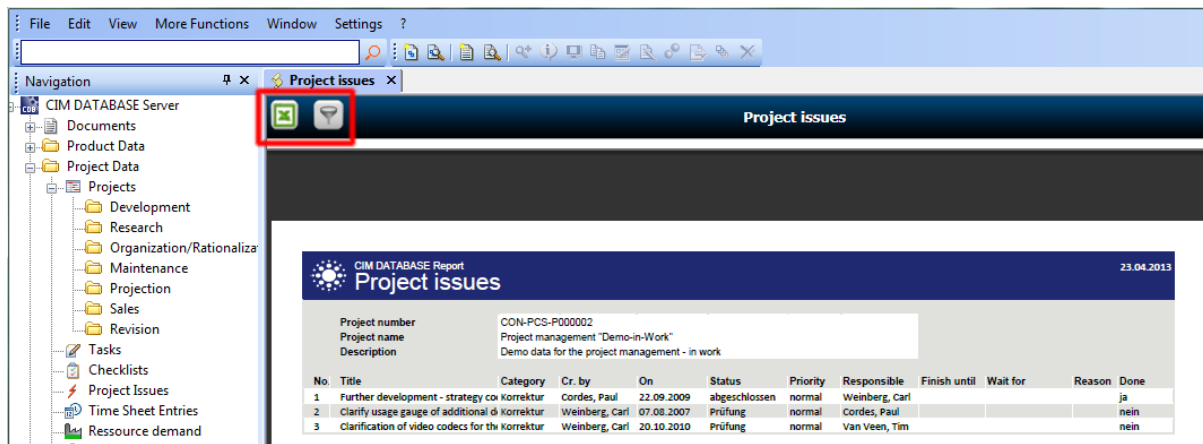 File Edit View More Functions Window Settings ?
Navigation
Project issues
CIM DATABASE Server
Documents
Product Data
Project Data
Projects
Development
Research
Organization/Rationaliza
Maintenance
Projection
Sales
Revision
Tasks
Checklists
Project Issues
Time Sheet Entries
Ressource demand
Project issues
CIM DATABASE Report
Project issues
23.04.2013
Project number CON-PCS-P000002
Project name Project management "Demo-in-Work"
Description Demo data for the project management - in work
No. Title Category Cr. by On Status Priority Responsible Finish until Wait for Reason Done
1 Further development - strategy co Korrektur Cordes, Paul 22.09.2009 abgeschlossen normal Weinberg, Carl ja
2 Clarify usage gauge of additional d Korrektur Weinberg, Carl 07.08.2007 Prüfung normal Cordes, Paul nein
3 Clarification of video codecs for the Korrektur Weinberg, Carl 20.10.2010 Prüfung normal Van Veen, Tim nein